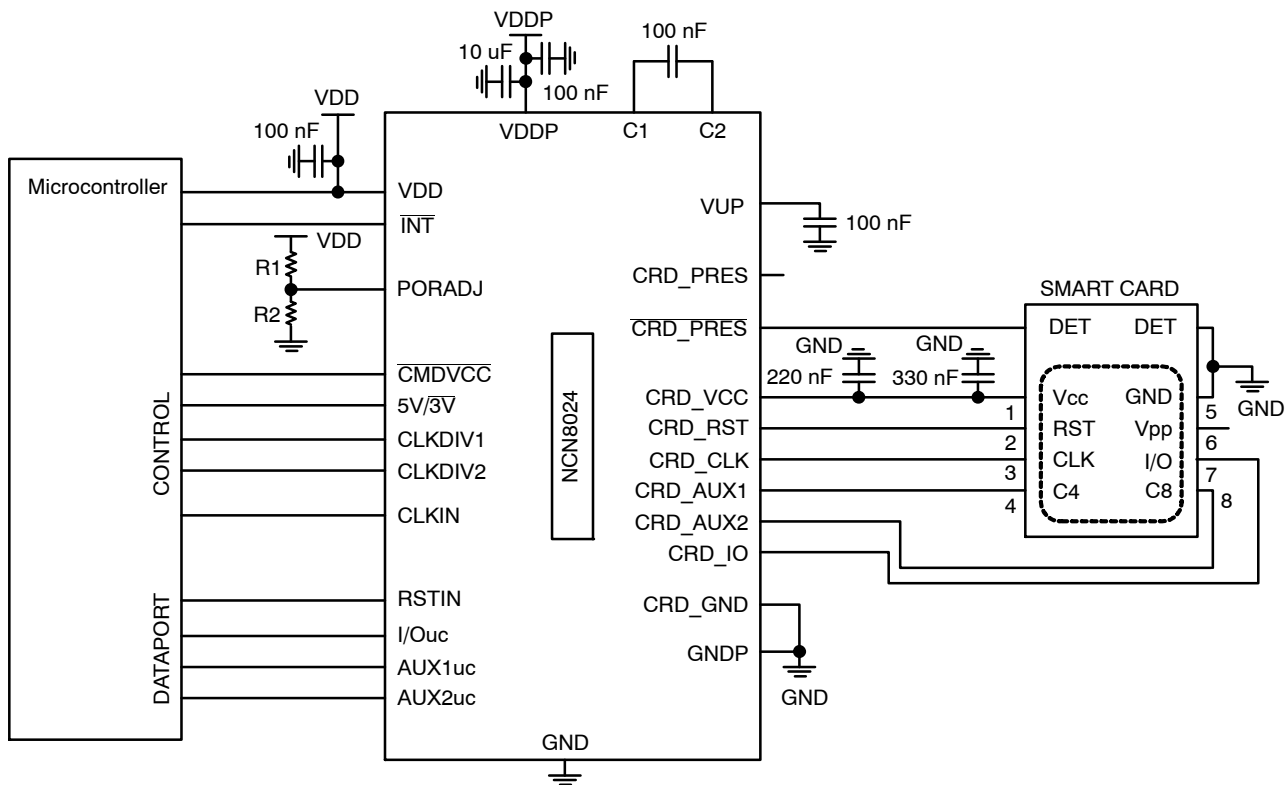 VDDP
100 nF
10 uF
100 nF
VDD
100 nF
VDDP
C1
C2
Microcontroller
VDD
INT
VDD
R1
R2
PORADJ
CMDVCC
5V/3V
CLKDIV1
CLKDIV2
CLKIN
CONTROL
DATAPORT
RSTIN
I/Ouc
AUX1uc
AUX2uc
NCN8024
GND
VUP
100 nF
CRD_PRES
CRD_PRES
GND
GND
220 nF
330 nF
CRD_VCC
CRD_RST
CRD_CLK
CRD_AUX1
CRD_AUX2
CRD_IO
CRD_GND
GNDP
GND
SMART CARD
DET
DET
Vcc
GND
RST
Vpp
CLK
I/O
C4
C8
1
2
3
4
5
6
7
8
GND